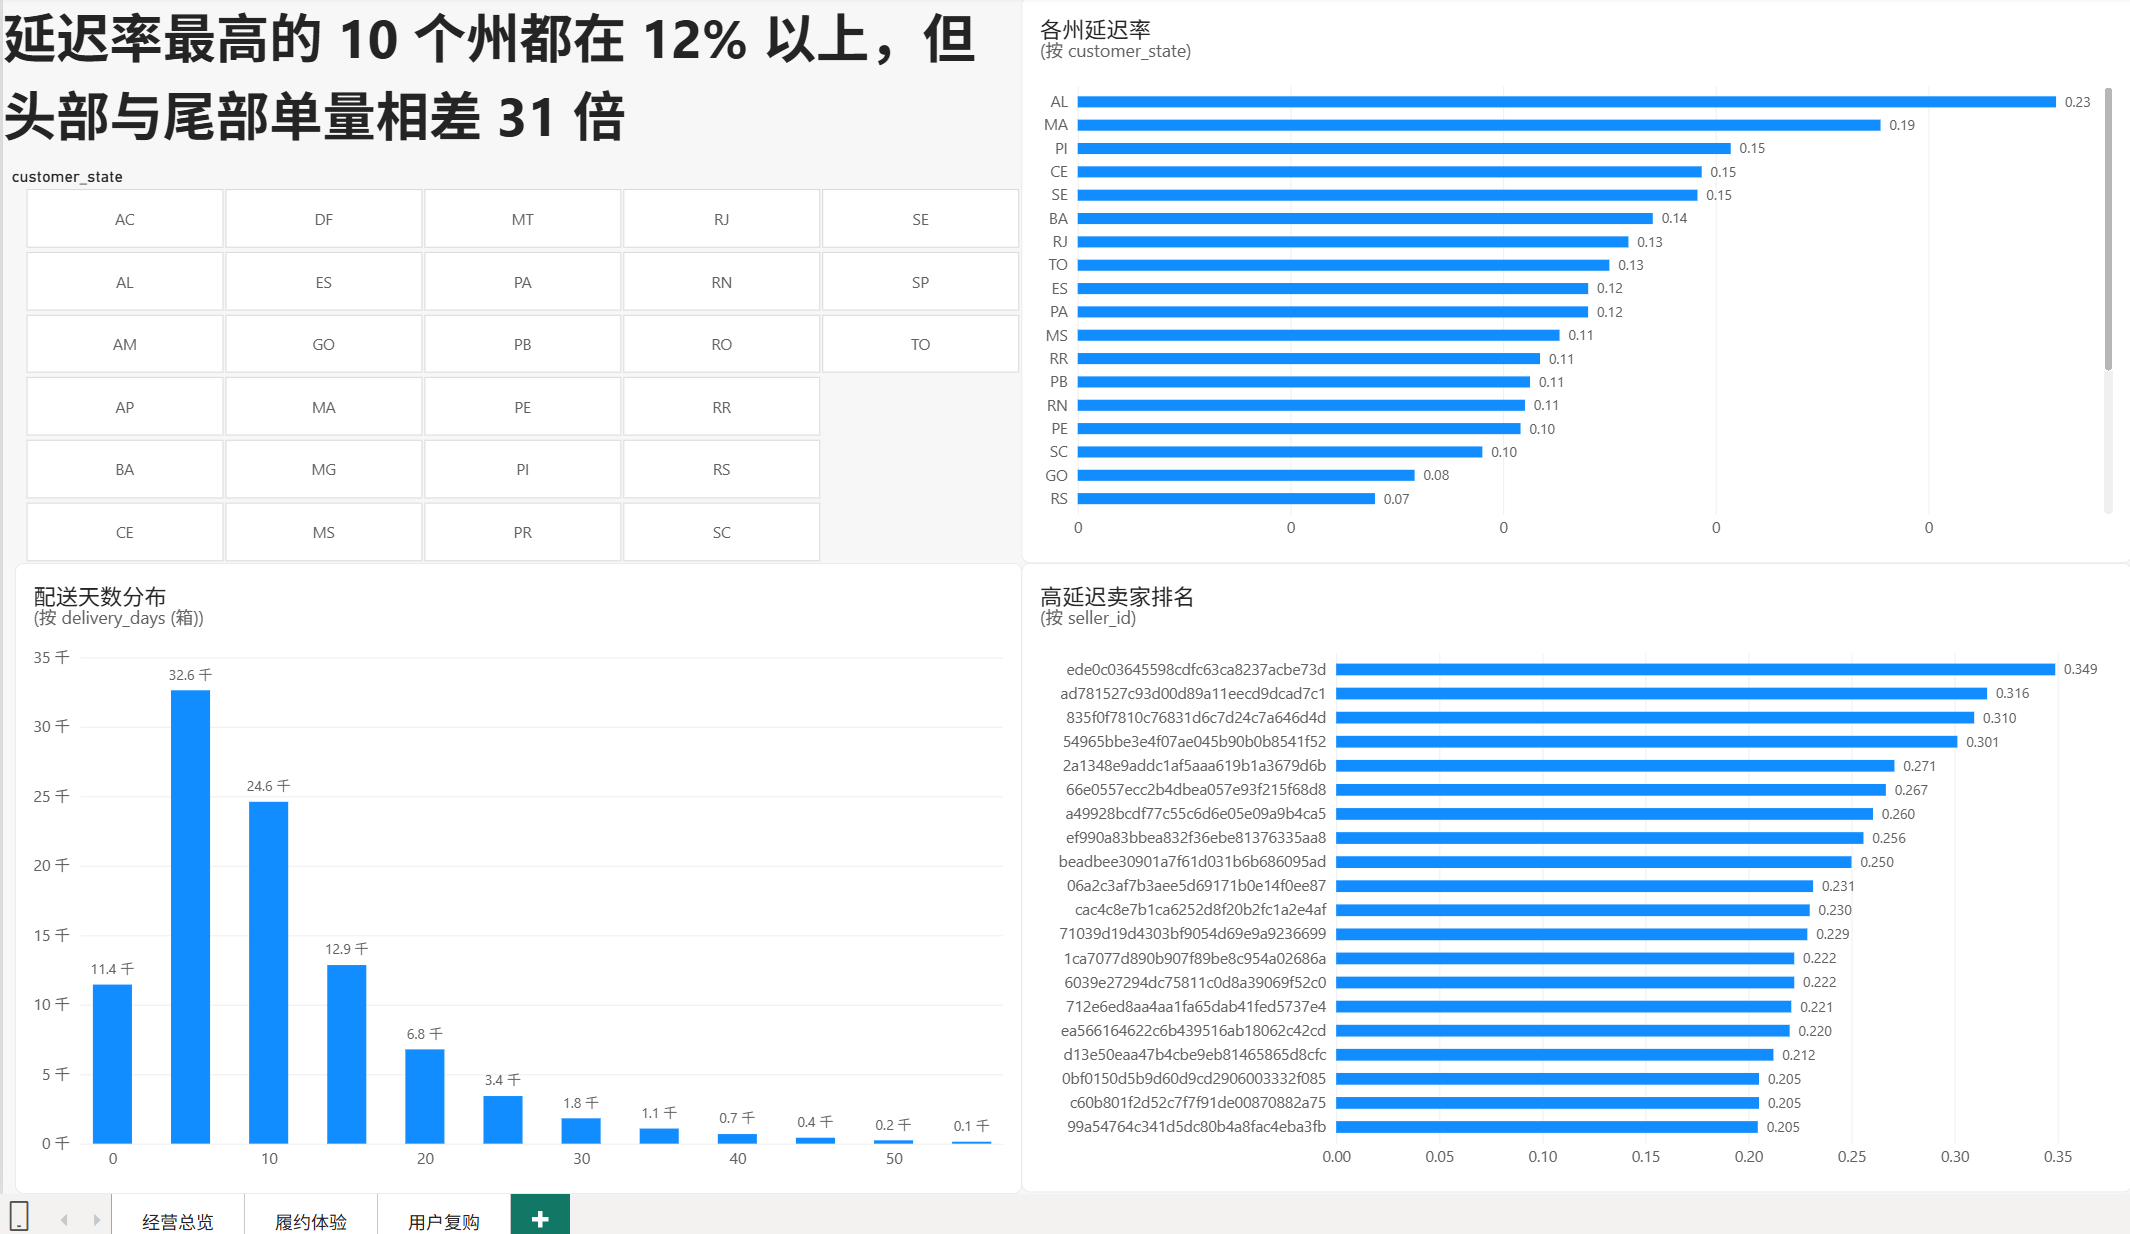 延迟率最高的 10 个州都在 12% 以上，但
头部与尾部单量相差 31 倍
customer_state
AC DF MT RJ SE
AL ES PA RN SP
AM GO PB RO TO
AP MA PE RR
BA MG PI RS
CE MS PR SC
各州延迟率
(按 customer_state)
AL 0.23
MA 0.19
PI 0.15
CE 0.15
SE 0.15
BA 0.14
RJ 0.13
TO 0.13
ES 0.12
PA 0.12
MS 0.11
RR 0.11
PB 0.11
RN 0.11
PE 0.10
SC 0.10
GO 0.08
RS 0.07
0 0 0 0 0
配送天数分布
(按 delivery_days (箱))
35 千
30 千
25 千
20 千
15 千
10 千
5 千
0 千
11.4 千
32.6 千
24.6 千
12.9 千
6.8 千
3.4 千
1.8 千
1.1 千
0.7 千
0.4 千
0.2 千
0.1 千
0 10 20 30 40 50
高延迟卖家排名
(按 seller_id)
ede0c03645598cdfc63ca8237acbe73d 0.349
ad781527c93d00d89a11eecd9dcad7c1 0.316
835f0f7810c76831d6c7d24c7a646d4d 0.310
54965bbe3e4f07ae045b90b0b8541f52 0.301
2a1348e9addc1af5aaa619b1a3679d6b 0.271
66e0557ecc2b4dbea057e93f215f68d8 0.267
a49928bcdf77c55c6d6e05e09a9b4ca5 0.260
ef990a83bbea832f36ebe81376335aa8 0.256
beadbee30901a7f61d031b6b686095ad 0.250
06a2c3af7b3aee5d69171b0e14f0ee87 0.231
cac4c8e7b1ca6252d8f20b2fc1a2e4af 0.230
71039d19d4303bf9054d69e9a9236699 0.229
1ca7077d890b907f89be8c954a02686a 0.222
6039e27294dc75811c0d8a39069f52c0 0.222
712e6ed8aa4aa1fa65dab41fed5737e4 0.221
ea566164622c6b439516ab18062c42cd 0.220
d13e50eaa47b4cbe9eb81465865d8cfc 0.212
0bf0150d5b9d60d9cd2906003332f085 0.205
c60b801f2d52c7f7f91de00870882a75 0.205
99a54764c341d5dc80b4a8fac4eba3fb 0.205
0.00 0.05 0.10 0.15 0.20 0.25 0.30 0.35
经营总览 履约体验 用户复购